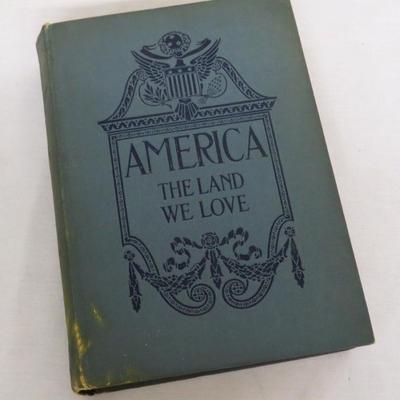 AMERICA
THE LAND
WE LOVE